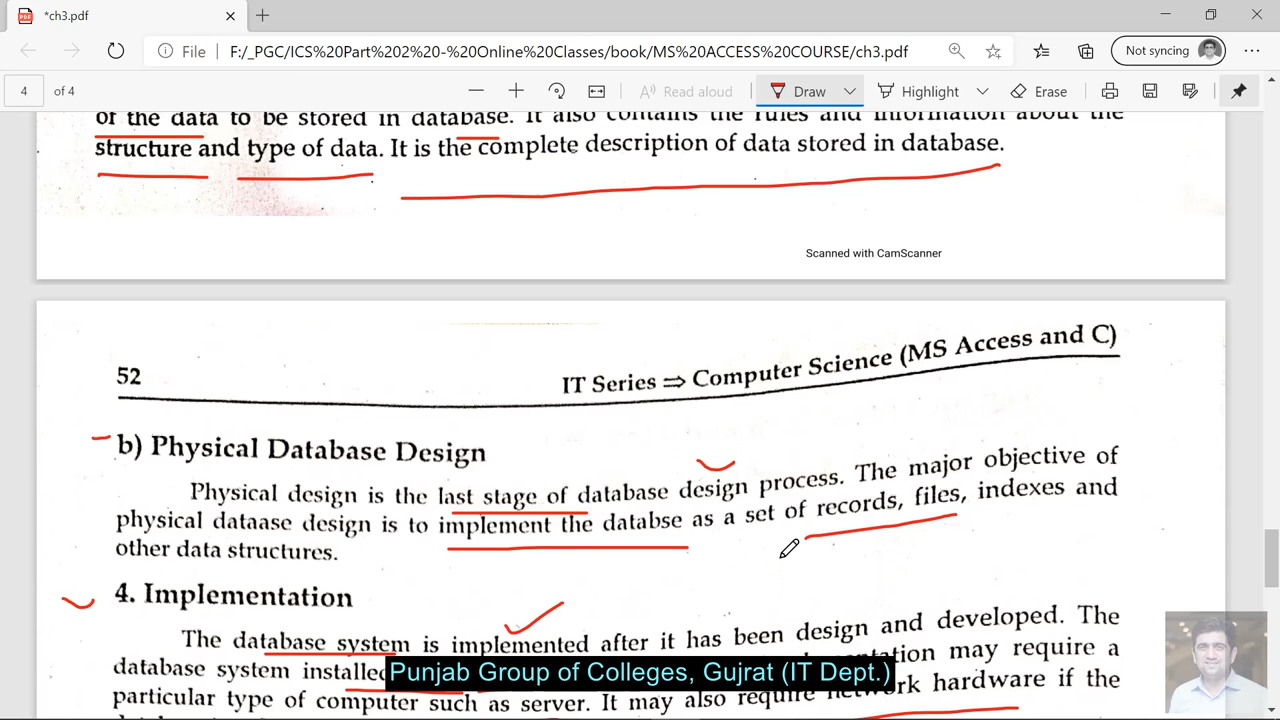 *ch3.pdf
File F:/_PGC/ICS%20Part%202%20-%20Online%20Classes/book/MS%20ACCESS%20COURSE/ch3.pdf
Not syncing
4 of 4
Read aloud
Draw
Highlight
Erase
of the data to be stored in database. It also contains the rules and information about the
structure and type of data. It is the complete description of data stored in database.
Scanned with CamScanner
52
IT Series ⇒ Computer Science (MS Access and C)
b) Physical Database Design
Physical design is the last stage of database design process. The major objective of
physical dataase design is to implement the databse as a set of records, files, indexes and
other data structures.
4. Implementation
The database system is implemented after it has been design and developed. The
database system installed may require a
particular type of computer such as server. It may also require network hardware if the
Punjab Group of Colleges, Gujrat (IT Dept.)